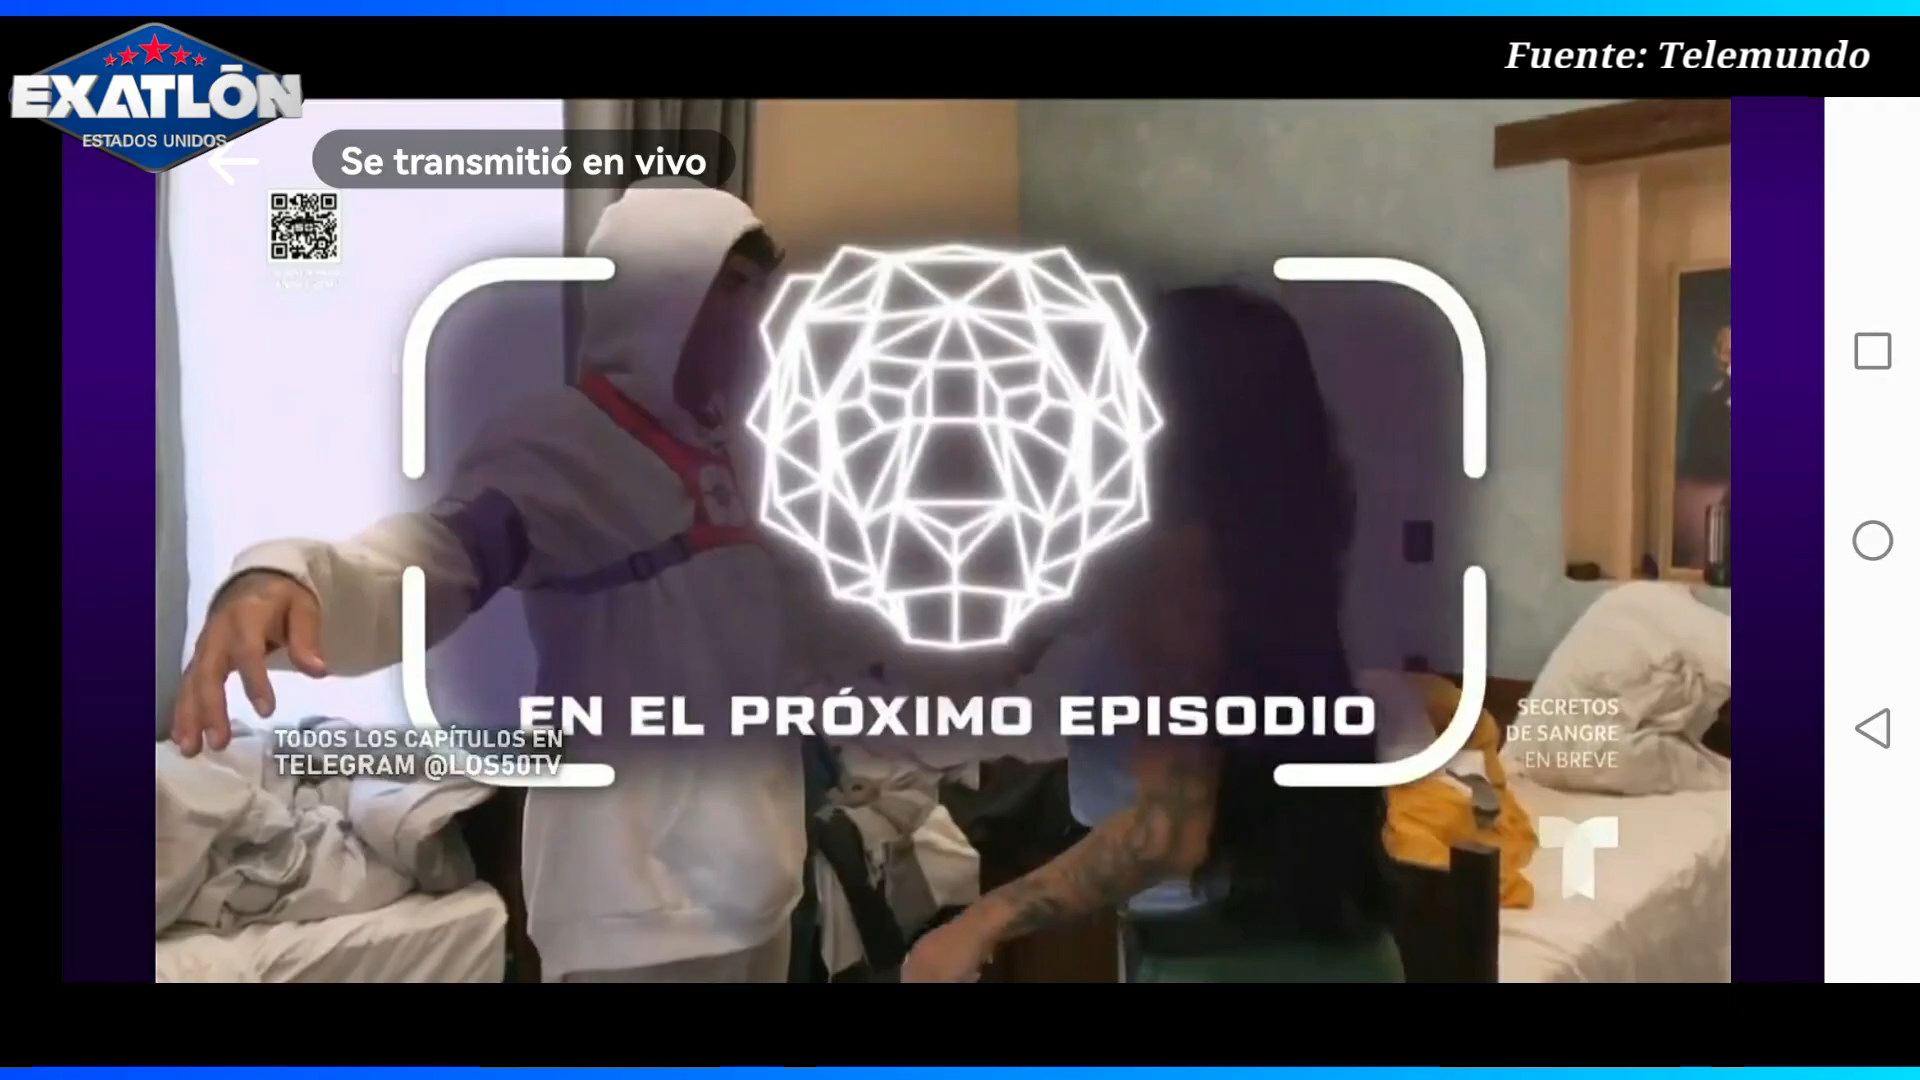 Fuente: Telemundo
EXATLÓN
ESTADOS UNIDOS
Se transmitió en vivo
EN EL PRÓXIMO EPISODIO
TODOS LOS CAPÍTULOS EN
TELEGRAM @LOS50TV
SECRETOS
DE SANGRE
EN BREVE